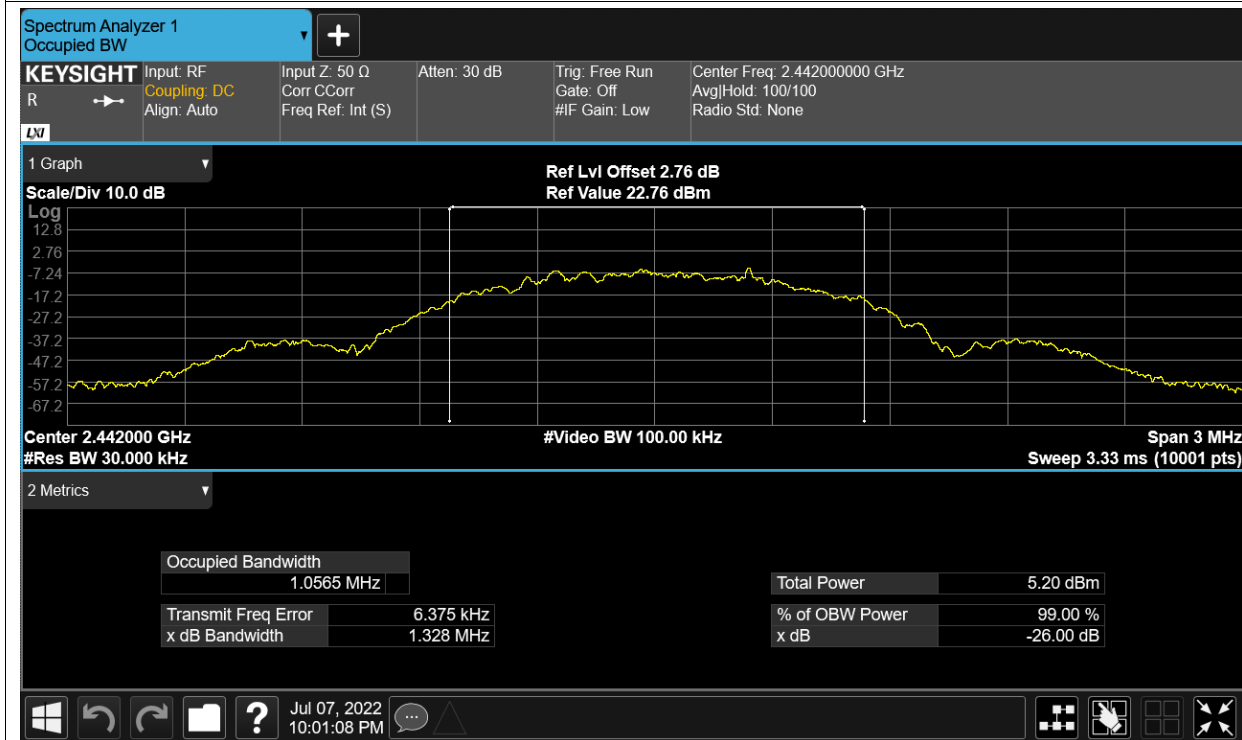 Spectrum Analyzer 1
Occupied BW
+
KEYSIGHT
R
LXI
Input: RF
Coupling: DC
Align: Auto
Input Z: 50 Ω
Corr CCorr
Freq Ref: Int (S)
Atten: 30 dB
Trig: Free Run
Gate: Off
#IF Gain: Low
Center Freq: 2.442000000 GHz
Avg|Hold: 100/100
Radio Std: None
1 Graph
Scale/Div 10.0 dB
Ref Lvl Offset 2.76 dB
Ref Value 22.76 dBm
Log
12.8
2.76
-7.24
-17.2
-27.2
-37.2
-47.2
-57.2
-67.2
Center 2.442000 GHz
#Video BW 100.00 kHz
Span 3 MHz
#Res BW 30.000 kHz
Sweep 3.33 ms (10001 pts)
2 Metrics
Occupied Bandwidth
1.0565 MHz
Transmit Freq Error 6.375 kHz
x dB Bandwidth 1.328 MHz
Total Power 5.20 dBm
% of OBW Power 99.00 %
x dB -26.00 dB
?
Jul 07, 2022
10:01:08 PM